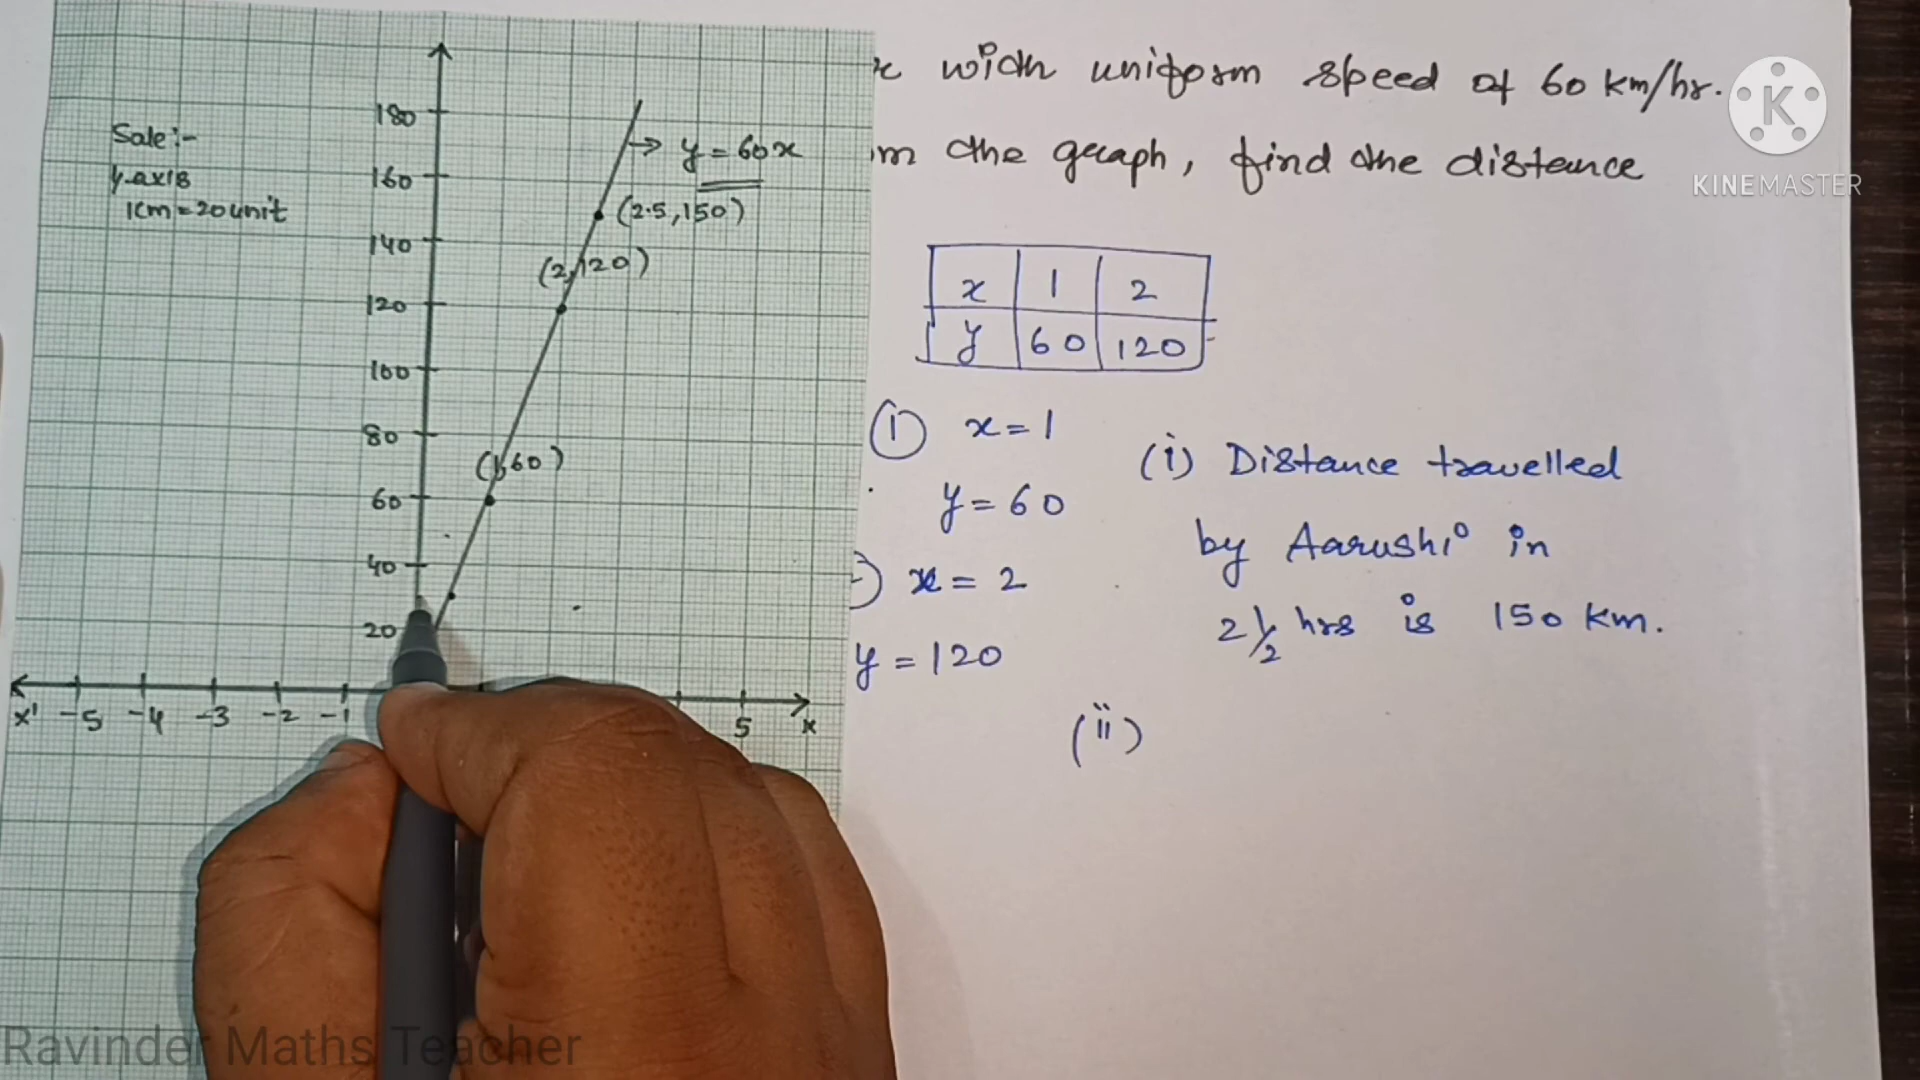 with uniform speed of 60 km/hr.
m the graph, find the distance
K
KINEMASTER
180
160
140
120
100
80
60
40
20
Sale:-
y-axis
1cm = 20 unit
y = 60x
(2.5, 150)
(2, 120)
(1, 60)
x' -5 -4 -3 -2 -1 5 x
x 1 2
y 60 120
① x = 1
y = 60
) x = 2
y = 120
(i) Distance travelled
by Aarushi in
2 1/2 hrs is 150 km.
(ii)
Ravinder Maths Teacher